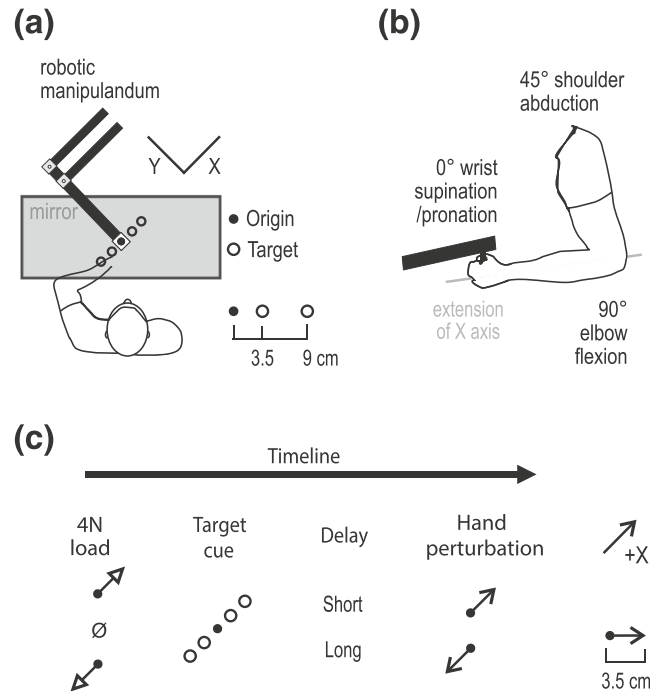 (a)
robotic
manipulandum
Y X
mirror
Origin
Target
3.5 9 cm
(b)
45° shoulder
abduction
0° wrist
supination
/pronation
extension
of X axis
90°
elbow
flexion
(c)
Timeline
4N
load
Target
cue
Delay
Hand
perturbation
+X
Ø
Short
Long
3.5 cm